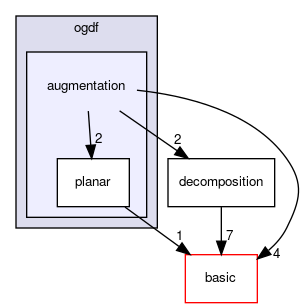 ogdf
augmentation
2
2
planar
decomposition
1
7
4
basic